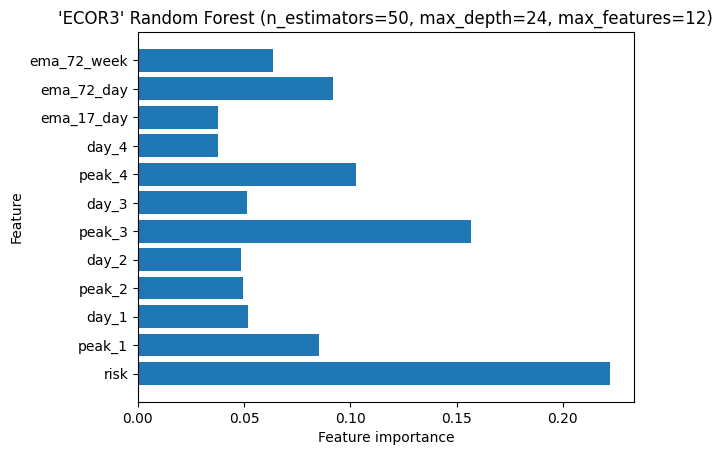 'ECOR3' Random Forest (n_estimators=50, max_depth=24, max_features=12)
Feature
ema_72_week
ema_72_day
ema_17_day
day_4
peak_4
day_3
peak_3
day_2
peak_2
day_1
peak_1
risk
0.00 0.05 0.10 0.15 0.20
Feature importance